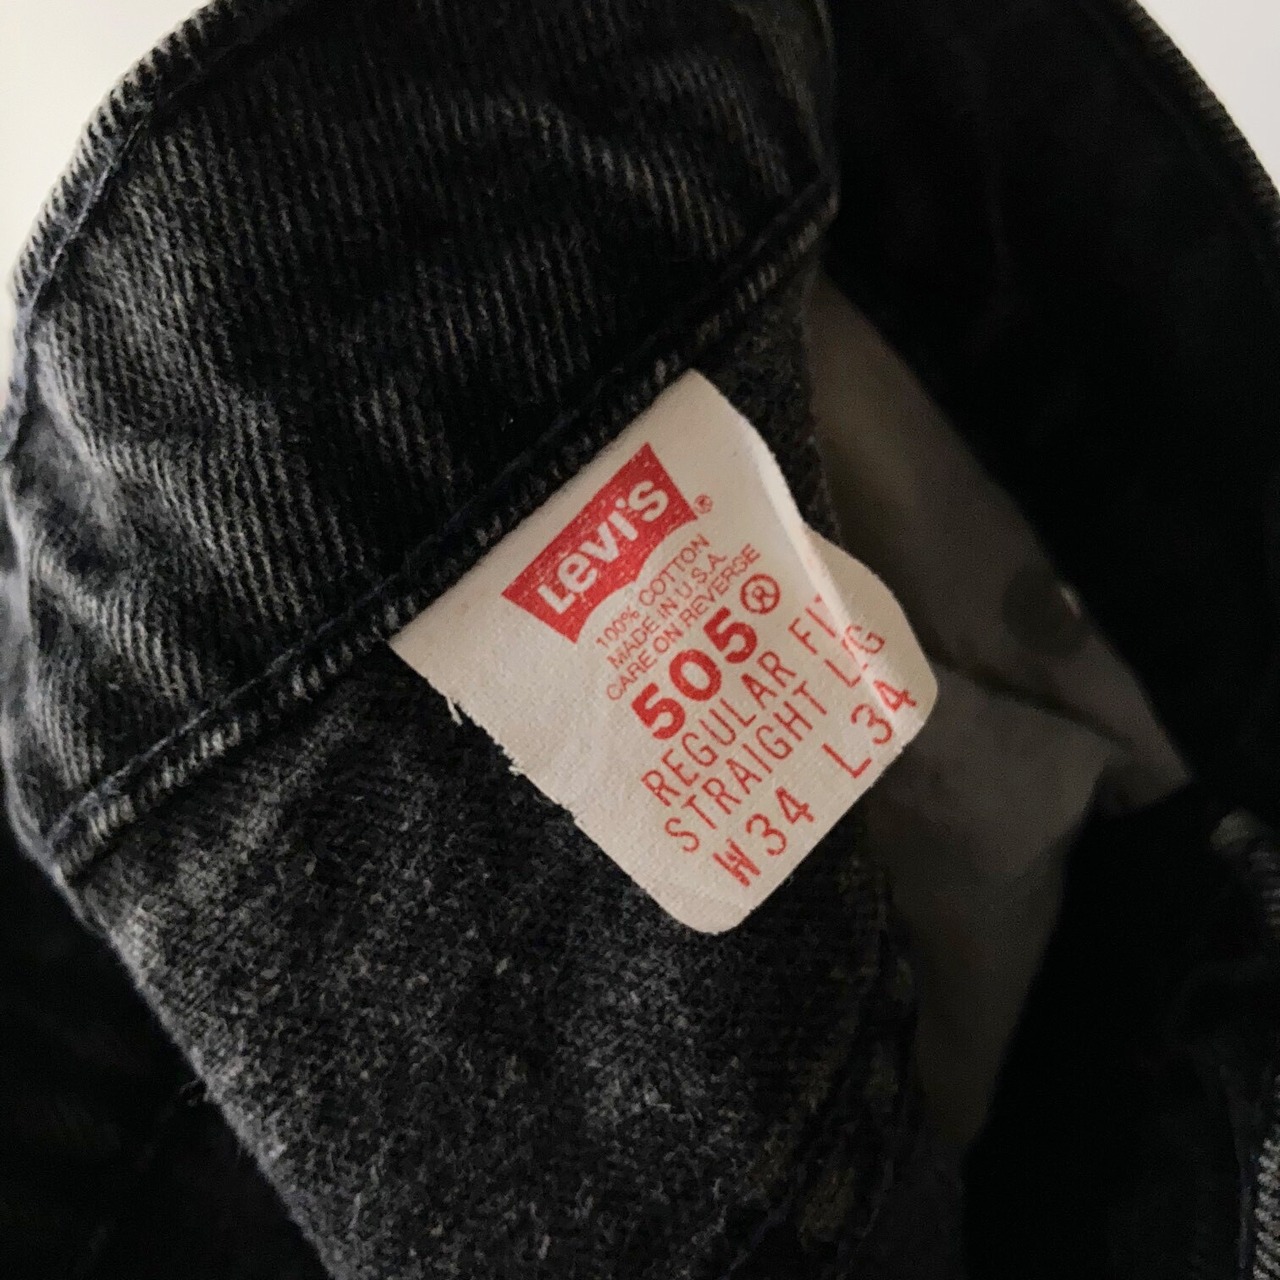 Levi's®
100% COTTON
MADE IN U.S.A.
CARE ON REVERSE
505®
REGULAR FIT
STRAIGHT LEG
W34 L34